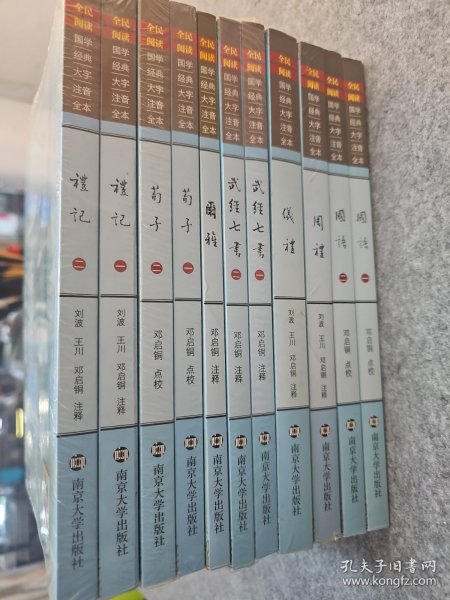 全民阅读
国学经典大字注音全本
禮記
二
刘波 王川 邓启铜 注释
南京大学出版社
全民阅读
国学经典大字注音全本
禮記
一
刘波 王川 邓启铜 注释
南京大学出版社
全民阅读
国学经典大字注音全本
荀子
二
邓启铜 点校
南京大学出版社
全民阅读
国学经典大字注音全本
荀子
一
邓启铜 点校
南京大学出版社
全民阅读
国学经典大字注音全本
爾雅
邓启铜 注释
南京大学出版社
全民阅读
国学经典大字注音全本
武經七書
二
邓启铜 注释
南京大学出版社
全民阅读
国学经典大字注音全本
武經七書
一
邓启铜 注释
南京大学出版社
全民阅读
国学经典大字注音全本
儀禮
刘波 王川 邓启铜 注释
南京大学出版社
全民阅读
国学经典大字注音全本
周禮
刘波 王川 邓启铜 注释
南京大学出版社
全民阅读
国学经典大字注音全本
國語
二
邓启铜 点校
南京大学出版社
全民阅读
国学经典大字注音全本
國語
一
邓启铜 点校
南京大学出版社
孔夫子旧书网
www.kongfz.com